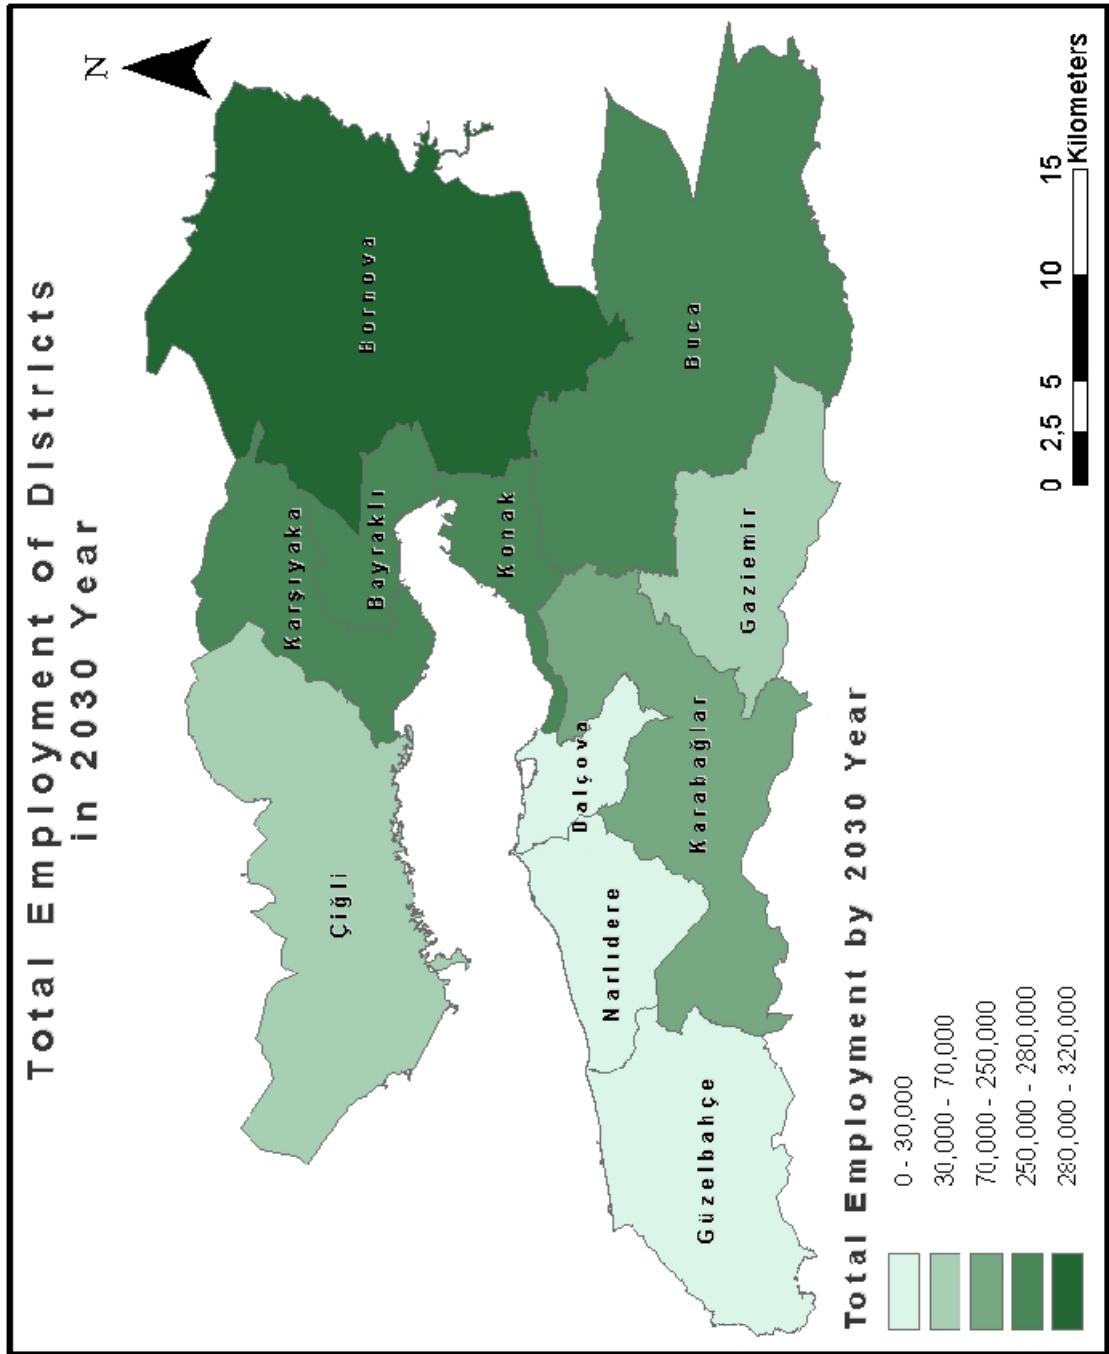 Total Employment of Districts
in 2030 Year
N
Bornova
Karşıyaka
Bayraklı
Çiğli
Konak
Buca
Dalçova
Narlıdere
Gaziemir
Karabağlar
Güzelbahçe
Total Employment by 2030 Year
0 - 30,000
30,000 - 70,000
70,000 - 250,000
250,000 - 280,000
280,000 - 320,000
0 2,5 5 10 15
Kilometers